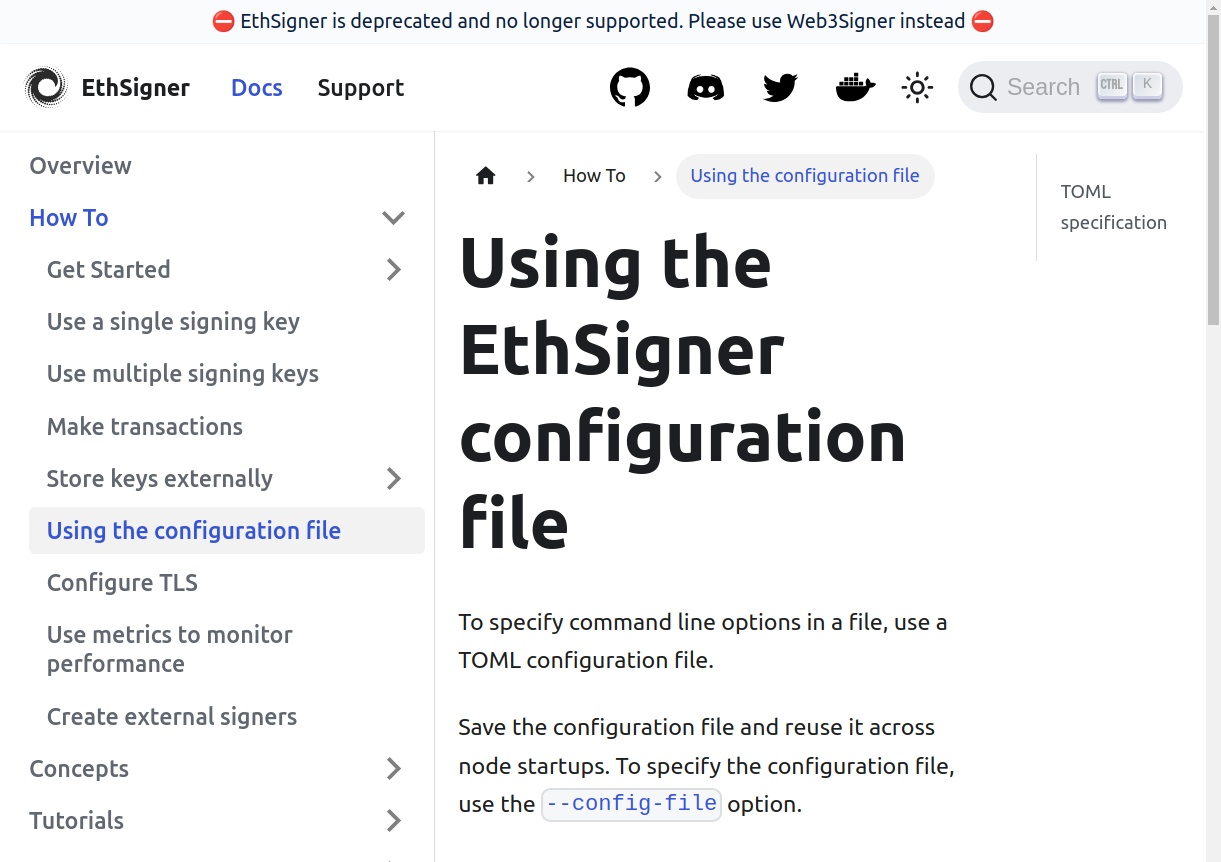 ⛔ EthSigner is deprecated and no longer supported. Please use Web3Signer instead ⛔
EthSigner Docs Support Search CTRL K
Overview
How To
Get Started
Use a single signing key
Use multiple signing keys
Make transactions
Store keys externally
Using the configuration file
Configure TLS
Use metrics to monitor
performance
Create external signers
Concepts
Tutorials
How To Using the configuration file
Using the
EthSigner
configuration
file
To specify command line options in a file, use a
TOML configuration file.
Save the configuration file and reuse it across
node startups. To specify the configuration file,
use the --config-file option.
TOML
specification